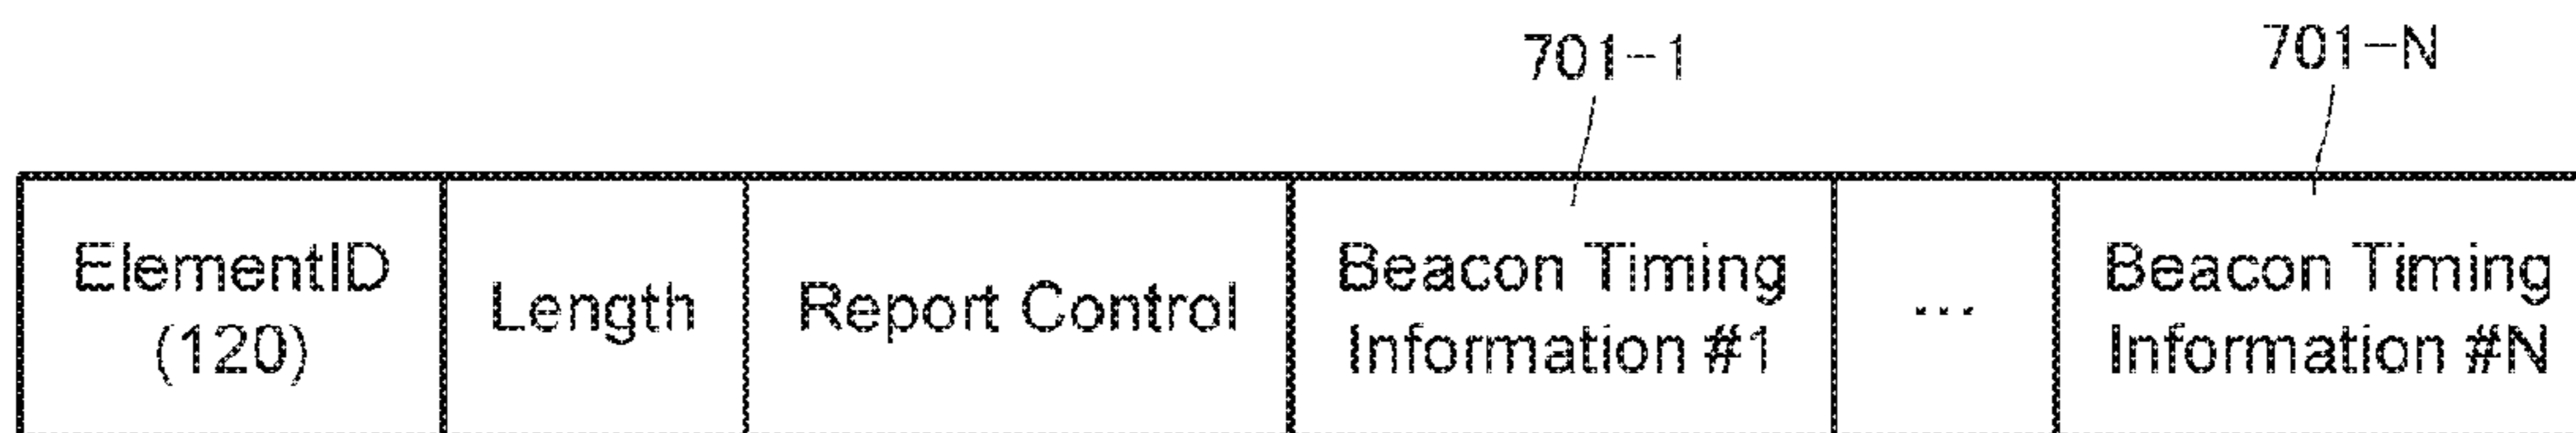 701-1
701-N
ElementID
(120)
Length
Report Control
Beacon Timing
Information #1
...
Beacon Timing
Information #N